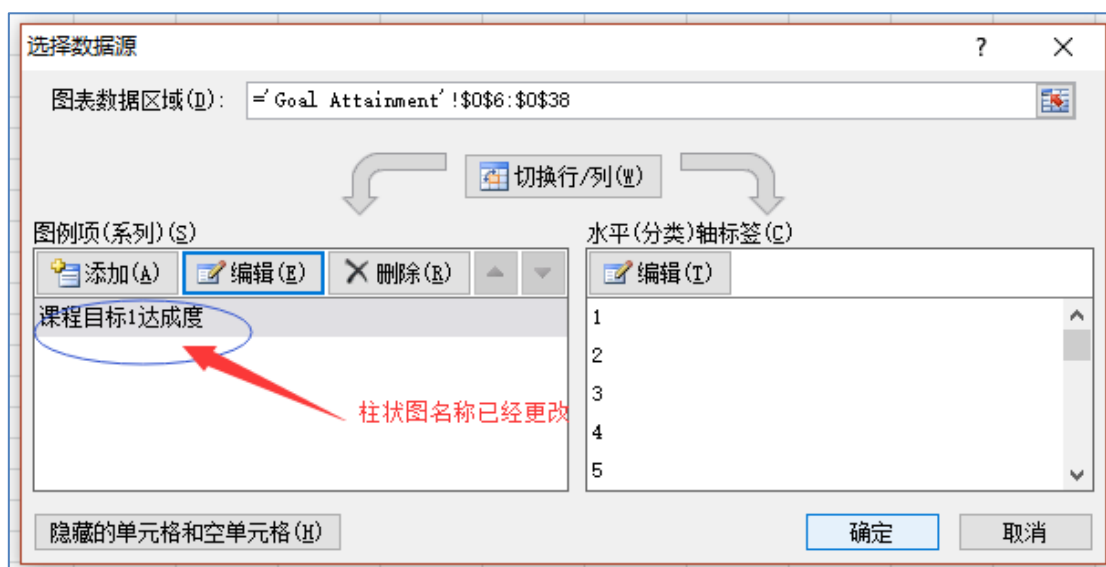 选择数据源
?
图表数据区域(D):
='Goal Attainment'!$O$6:$O$38
切换行/列(W)
图例项(系列)(S)
水平(分类)轴标签(C)
添加(A)
编辑(E)
删除(R)
编辑(T)
课程目标1达成度
1
2
3
4
5
柱状图名称已经更改
隐藏的单元格和空单元格(H)
确定
取消